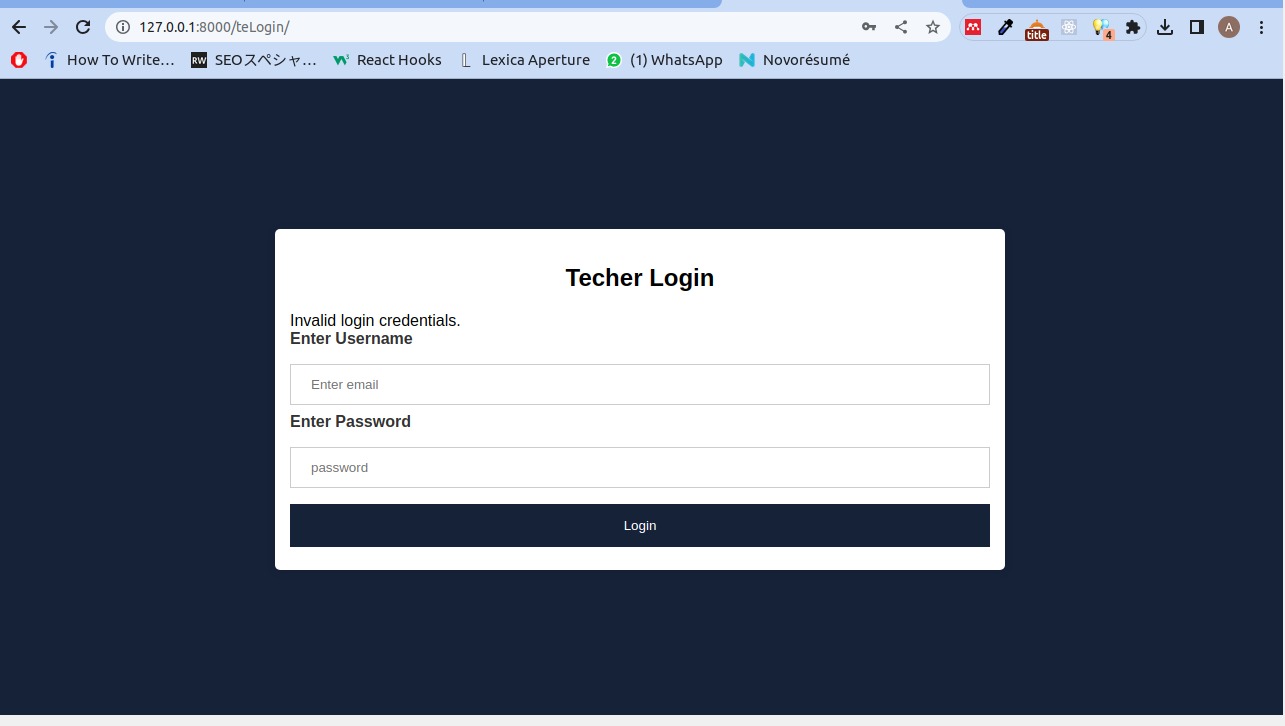 127.0.0.1:8000/teLogin/
title
4
A
How To Write…
RW
SEOスペシャ…
React Hooks
L
Lexica Aperture
2
(1) WhatsApp
Novorésumé
Techer Login
Invalid login credentials.
Enter Username
Enter email
Enter Password
password
Login